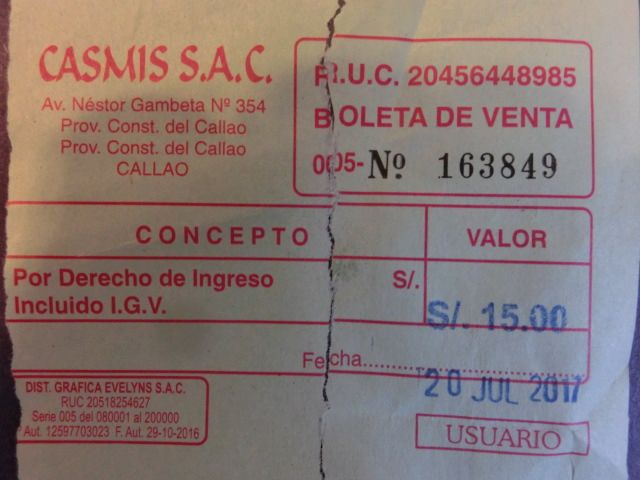 CASMIS S.A.C.
Av. Néstor Gambeta Nº 354
Prov. Const. del Callao
Prov. Const. del Callao
CALLAO
R.U.C. 20456448985
BOLETA DE VENTA
005- Nº 163849
CONCEPTO VALOR
Por Derecho de Ingreso S/.
Incluido I.G.V.
S/. 15.00
Fecha
20 JUL 2017
DIST. GRAFICA EVELYNS S.A.C.
RUC 20518254627
Serie 005 del 080001 al 200000
Aut. 12597703023 F. Aut. 29-10-2016
USUARIO